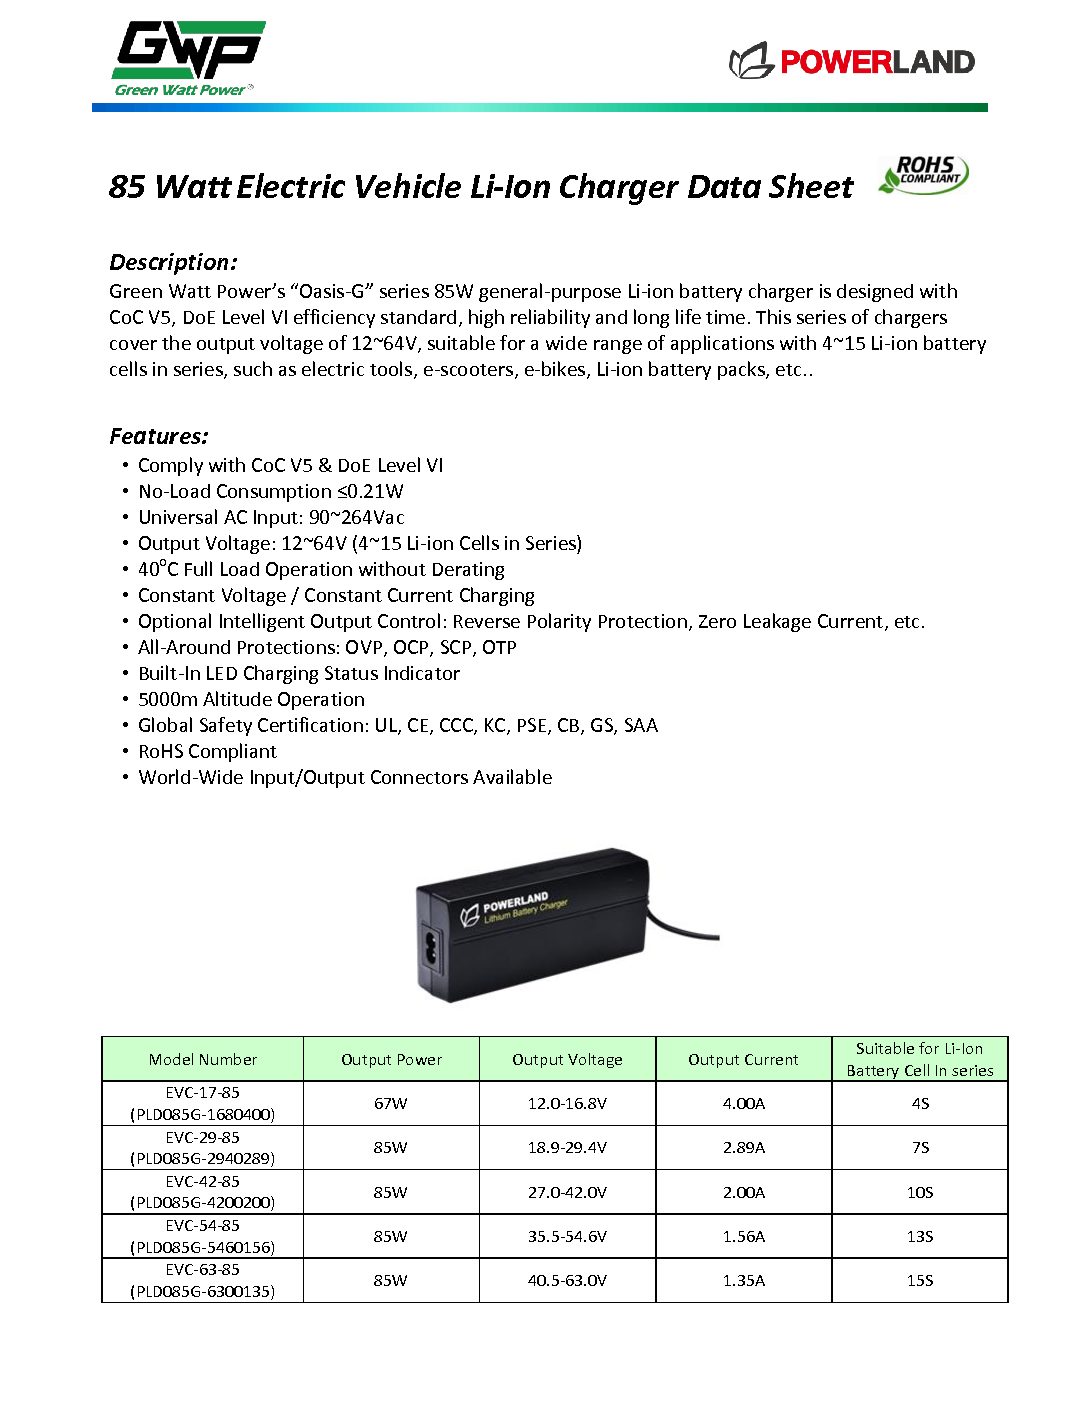 GWP
Green Watt Power®
POWERLAND
85 Watt Electric Vehicle Li-Ion Charger Data Sheet
ROHS
COMPLIANT
Description:
Green Watt Power’s “Oasis-G” series 85W general-purpose Li-ion battery charger is designed with
CoC V5, DoE Level VI efficiency standard, high reliability and long life time. This series of chargers
cover the output voltage of 12~64V, suitable for a wide range of applications with 4~15 Li-ion battery
cells in series, such as electric tools, e-scooters, e-bikes, Li-ion battery packs, etc..
Features:
• Comply with CoC V5 & DoE Level VI
• No-Load Consumption ≤0.21W
• Universal AC Input: 90~264Vac
• Output Voltage: 12~64V (4~15 Li-ion Cells in Series)
• 40°C Full Load Operation without Derating
• Constant Voltage / Constant Current Charging
• Optional Intelligent Output Control: Reverse Polarity Protection, Zero Leakage Current, etc.
• All-Around Protections: OVP, OCP, SCP, OTP
• Built-In LED Charging Status Indicator
• 5000m Altitude Operation
• Global Safety Certification: UL, CE, CCC, KC, PSE, CB, GS, SAA
• RoHS Compliant
• World-Wide Input/Output Connectors Available
POWERLAND
Lithium Battery Charger
Model Number Output Power Output Voltage Output Current Suitable for Li-Ion
Battery Cell In series
EVC-17-85
(PLD085G-1680400) 67W 12.0-16.8V 4.00A 4S
EVC-29-85
(PLD085G-2940289) 85W 18.9-29.4V 2.89A 7S
EVC-42-85
(PLD085G-4200200) 85W 27.0-42.0V 2.00A 10S
EVC-54-85
(PLD085G-5460156) 85W 35.5-54.6V 1.56A 13S
EVC-63-85
(PLD085G-6300135) 85W 40.5-63.0V 1.35A 15S